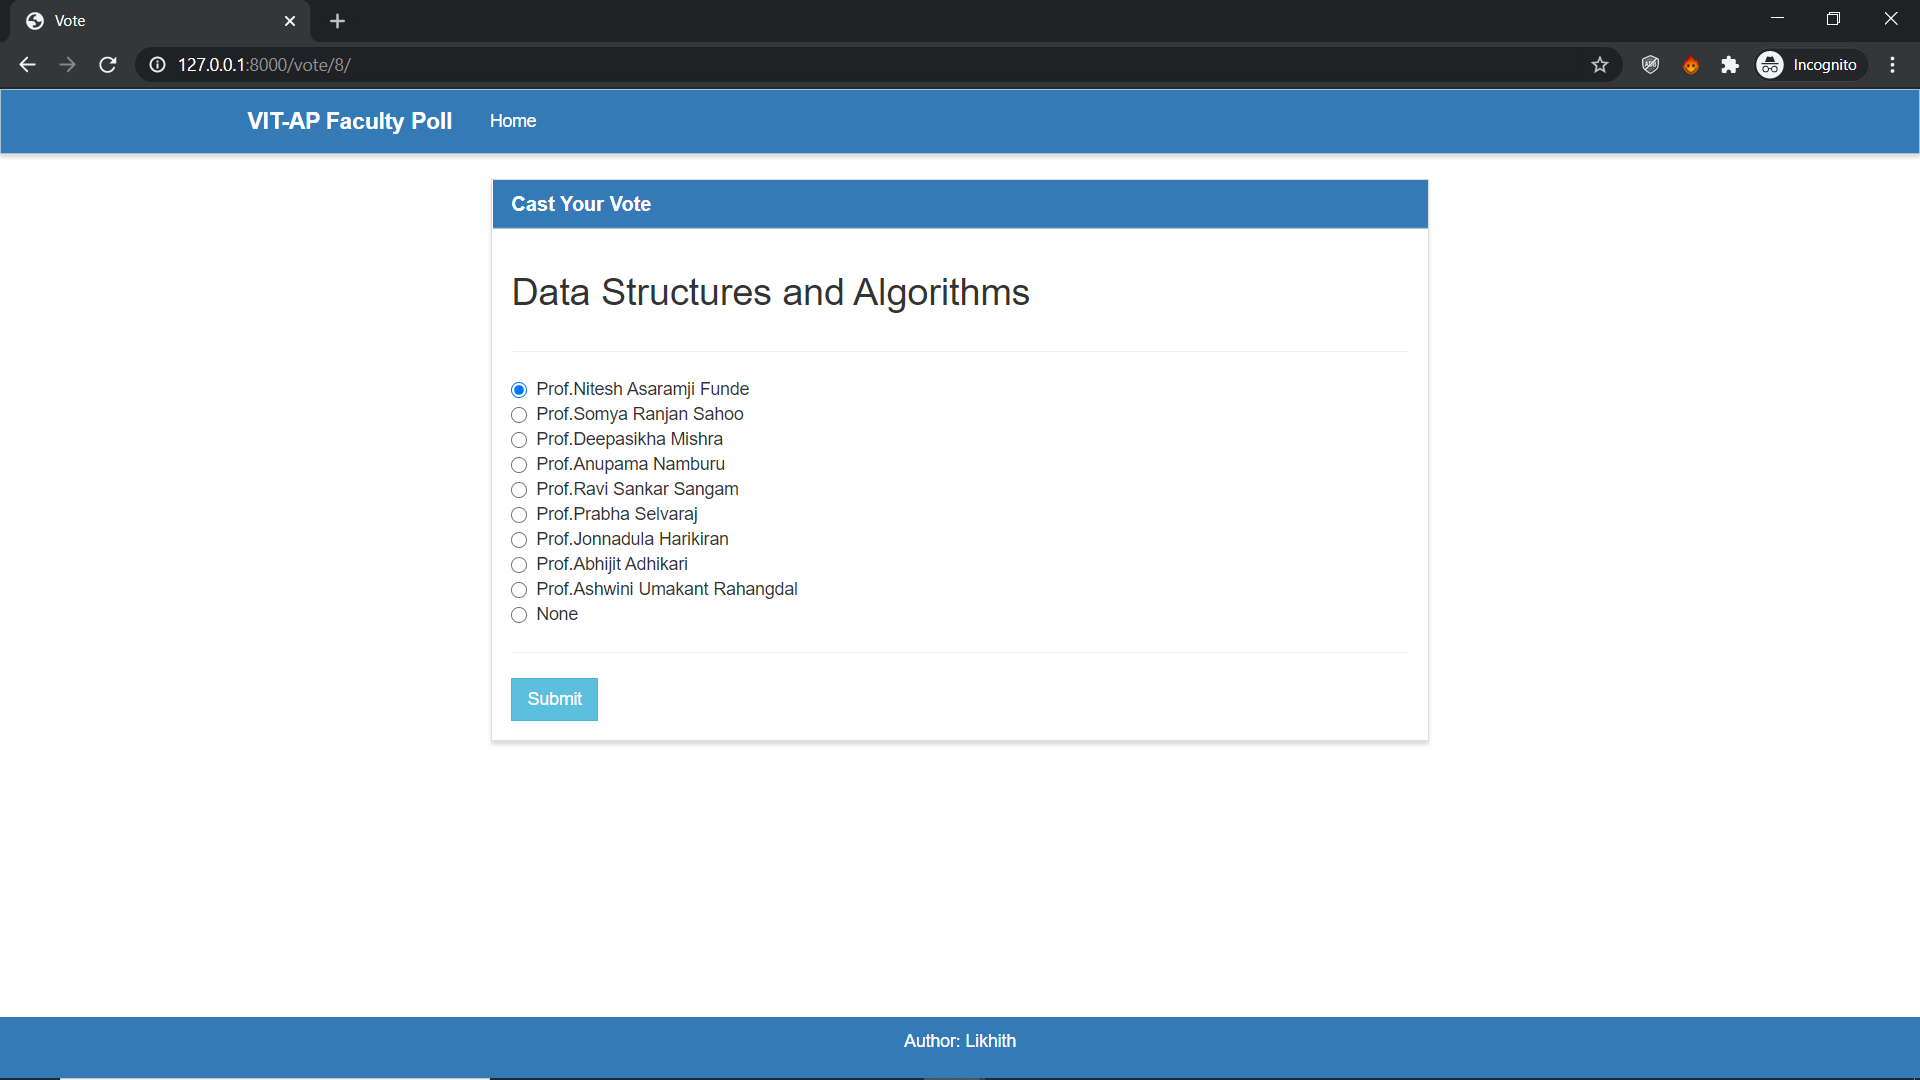 Vote
127.0.0.1:8000/vote/8/
Incognito
VIT-AP Faculty Poll Home
Cast Your Vote
Data Structures and Algorithms
Prof.Nitesh Asaramji Funde
Prof.Somya Ranjan Sahoo
Prof.Deepasikha Mishra
Prof.Anupama Namburu
Prof.Ravi Sankar Sangam
Prof.Prabha Selvaraj
Prof.Jonnadula Harikiran
Prof.Abhijit Adhikari
Prof.Ashwini Umakant Rahangdal
None
Submit
Author: Likhith